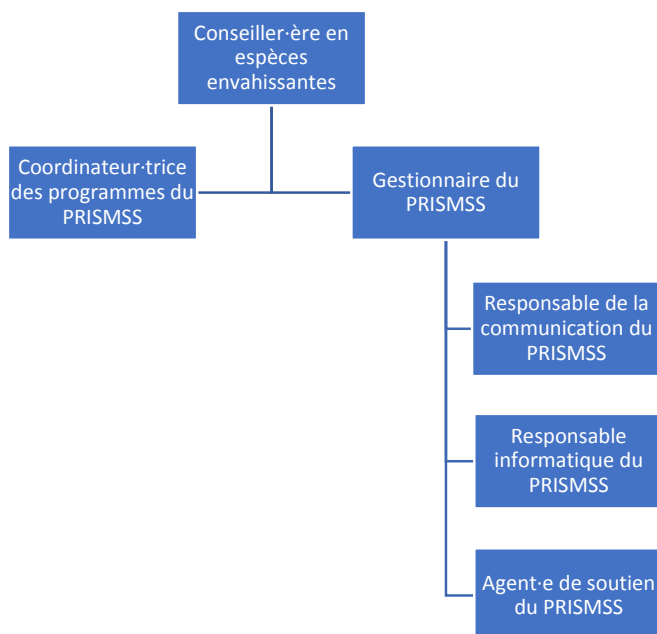 Conseiller·ère en
espèces
envahissantes
Coordinateur·trice
des programmes du
PRISMSS
Gestionnaire du
PRISMSS
Responsable de la
communication du
PRISMSS
Responsable
informatique du
PRISMSS
Agent·e de soutien
du PRISMSS